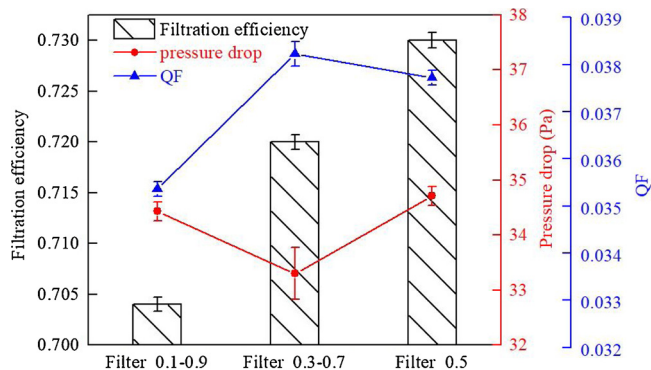 Filtration efficiency
pressure drop
QF
Filtration efficiency
0.730
0.725
0.720
0.715
0.710
0.705
0.700
Filter 0.1-0.9
Filter 0.3-0.7
Filter 0.5
38
37
36
35
34
33
32
Pressure drop (Pa)
0.039
0.038
0.037
0.036
0.035
0.034
0.033
0.032
QF